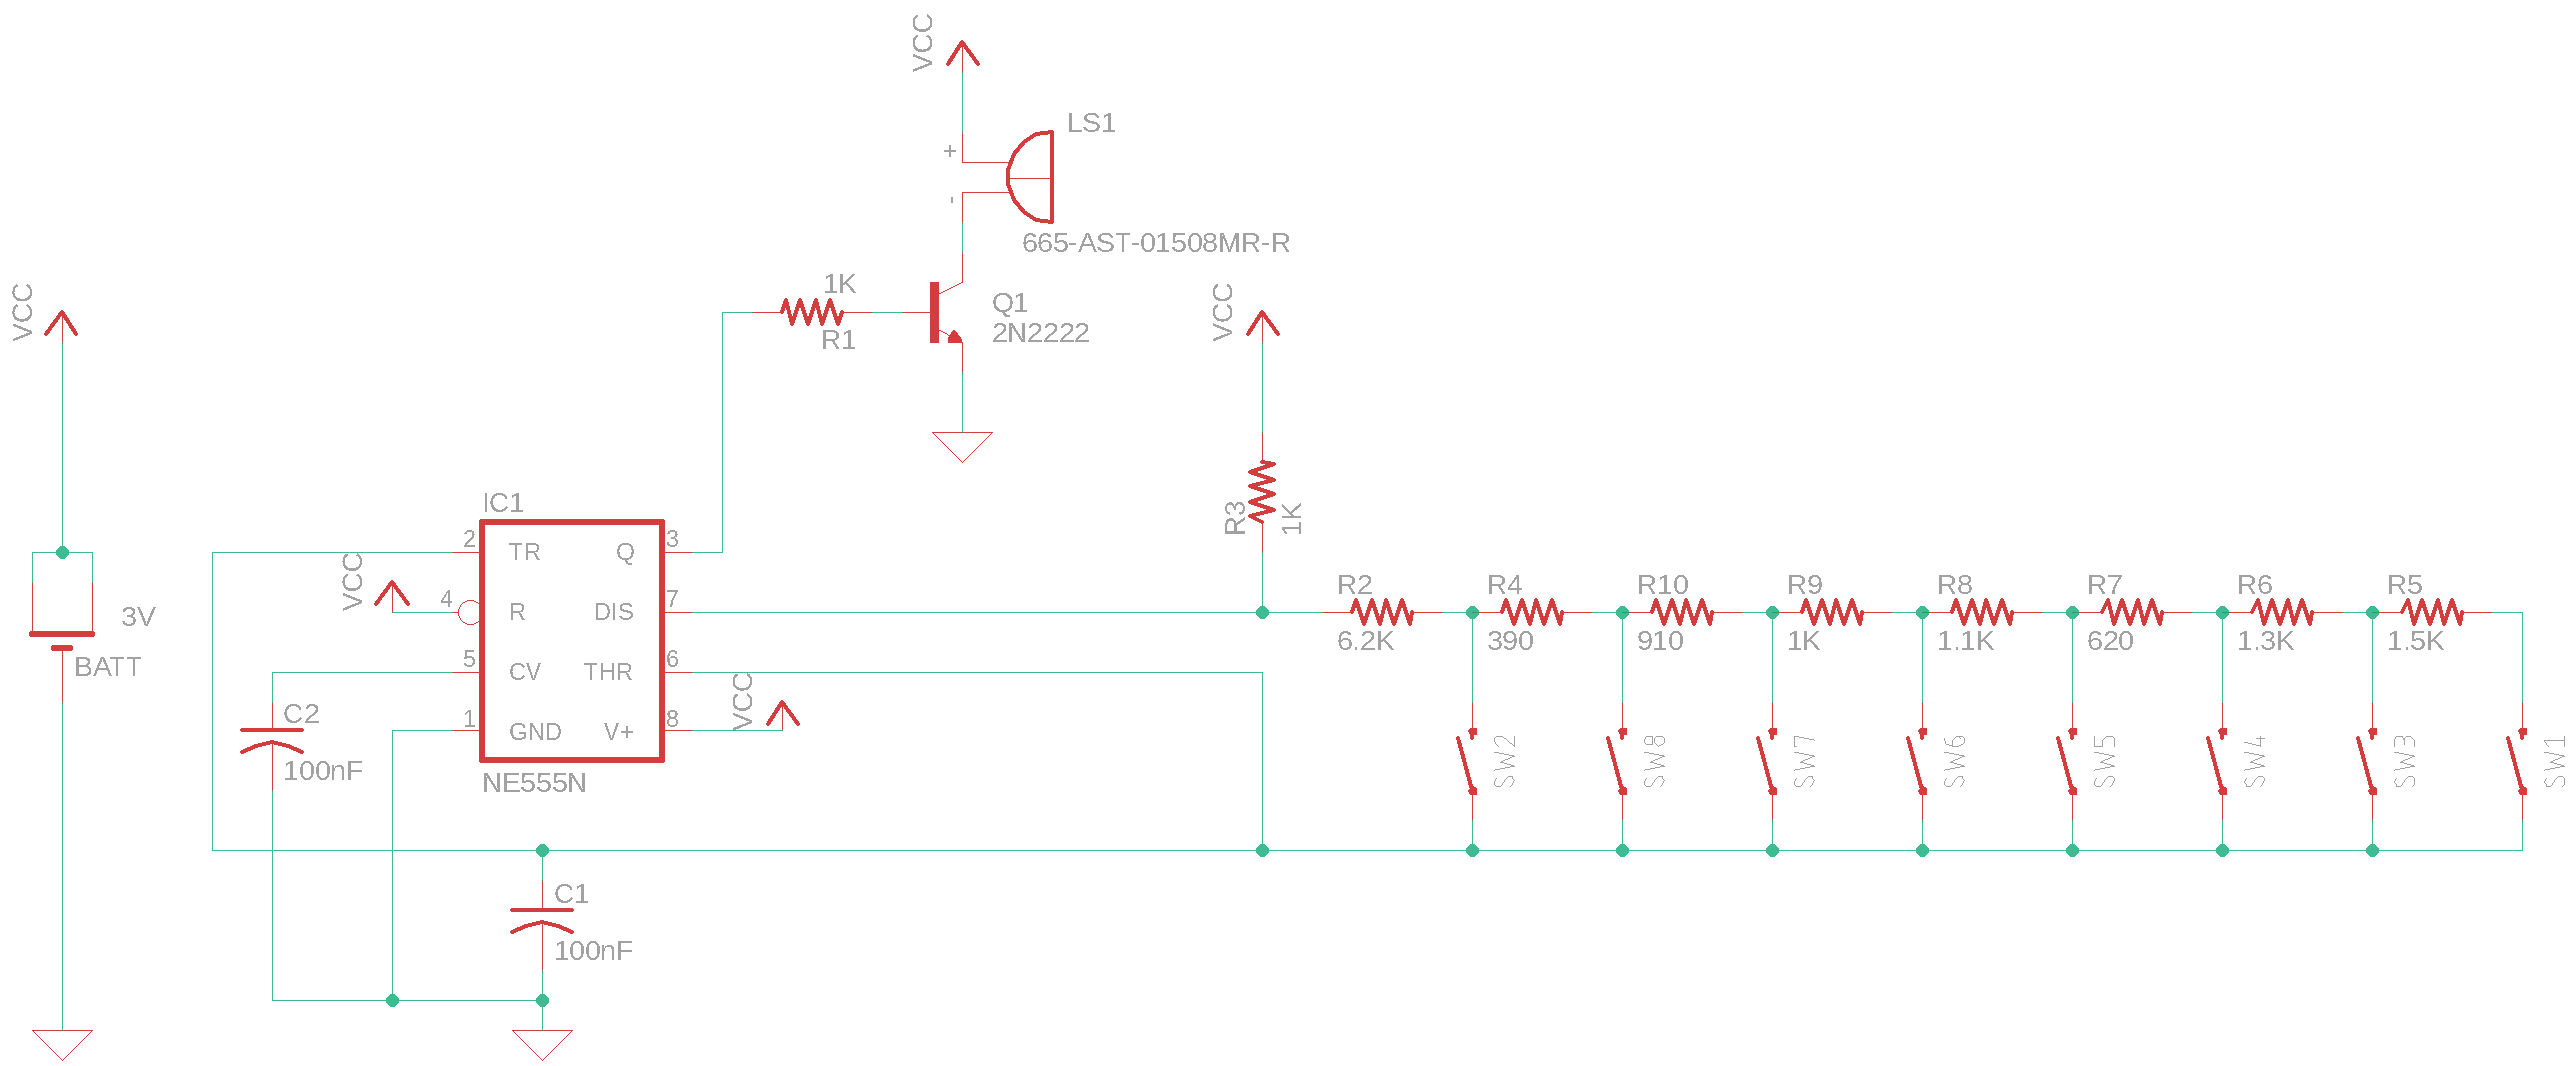 VCC
LS1
+
-
665-AST-01508MR-R
1K
R1
Q1
2N2222
VCC
VCC
R3
1K
IC1
2
TR
Q
3
VCC
4
R
DIS
7
5
CV
THR
6
1
GND
V+
8
VCC
NE555N
3V
BATT
C2
100nF
C1
100nF
R2
6.2K
R4
390
R10
910
R9
1K
R8
1.1K
R7
620
R6
1.3K
R5
1.5K
SW2
SW8
SW7
SW6
SW5
SW4
SW3
SW1